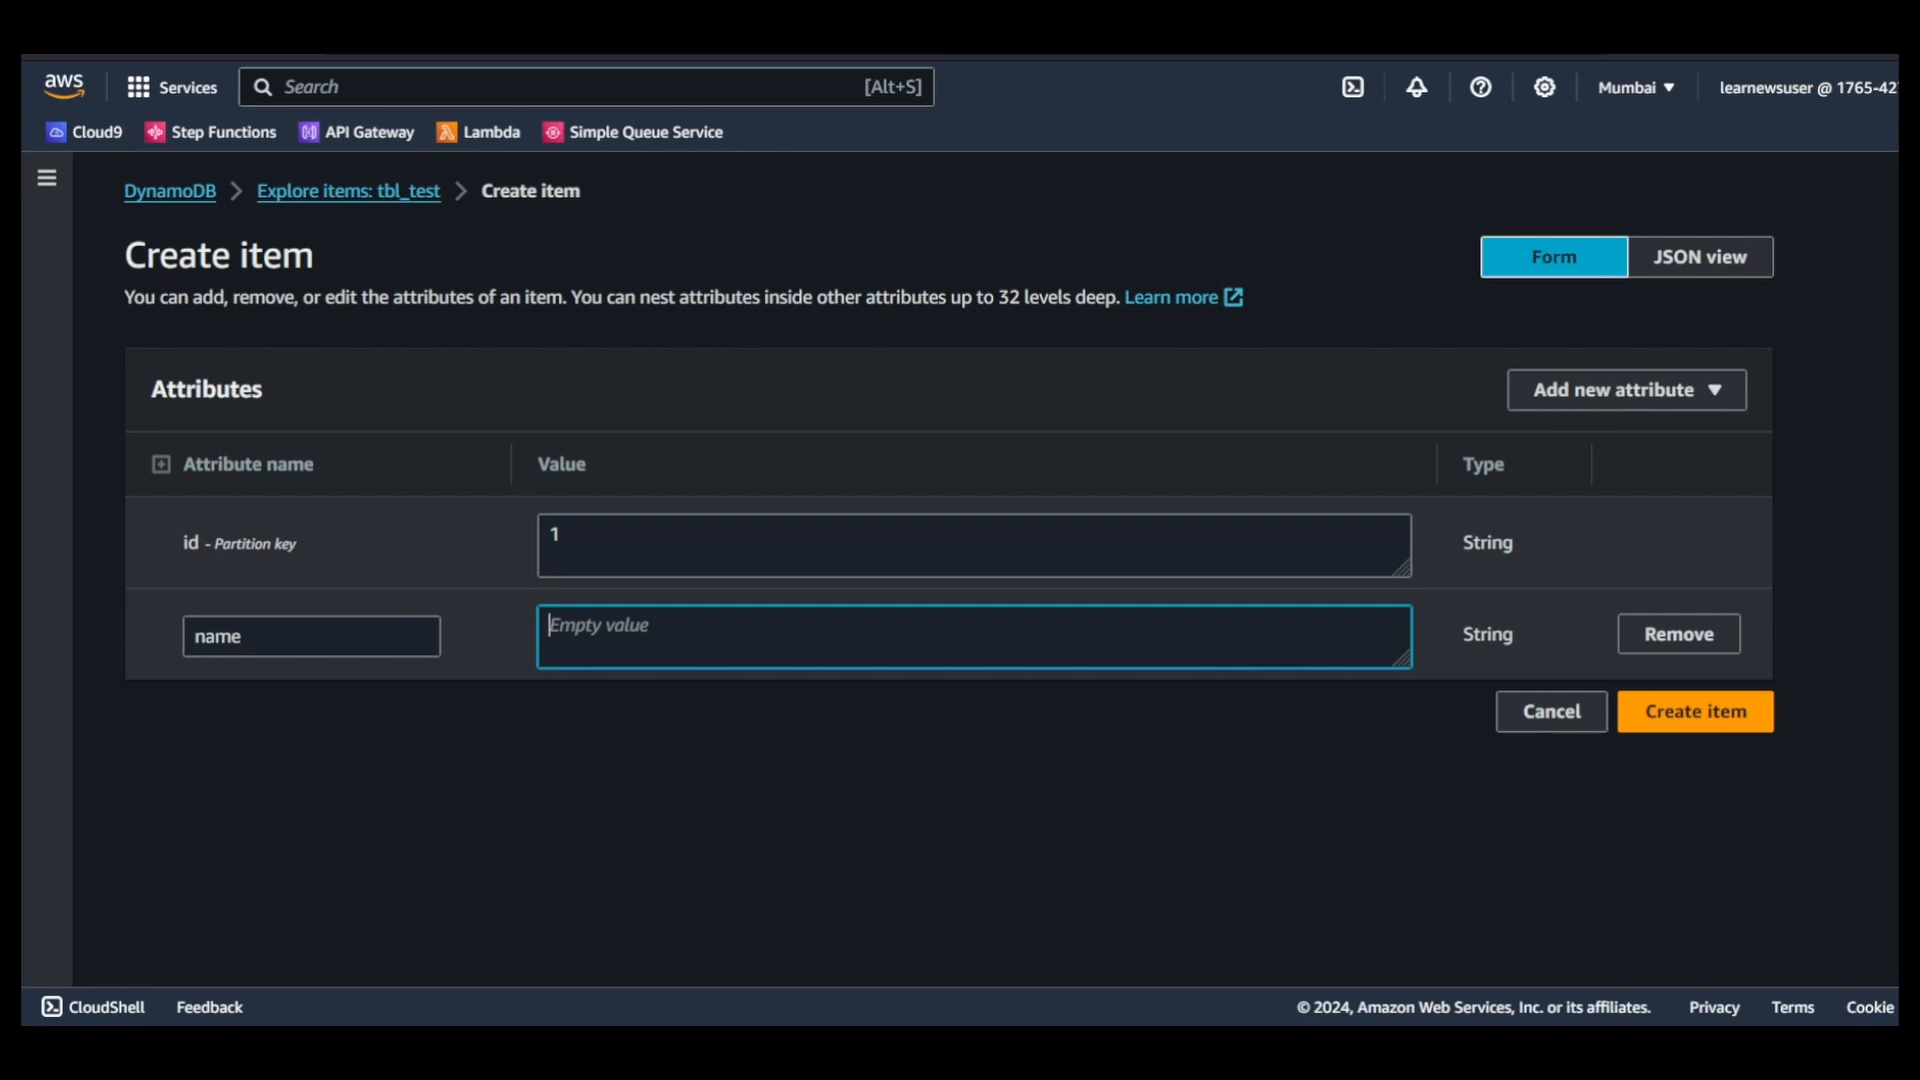 aws Services Search [Alt+S] Mumbai learnewsuser @ 1765-42
Cloud9 Step Functions API Gateway Lambda Simple Queue Service
DynamoDB Explore items: tbl_test Create item
Create item
Form JSON view
You can add, remove, or edit the attributes of an item. You can nest attributes inside other attributes up to 32 levels deep. Learn more
Attributes
Add new attribute
Attribute name Value Type
id - Partition key 1 String
name Empty value String Remove
Cancel Create item
CloudShell Feedback © 2024, Amazon Web Services, Inc. or its affiliates. Privacy Terms Cookie